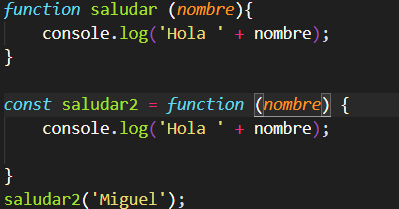 function saludar (nombre){
    console.log('Hola ' + nombre);
}
const saludar2 = function (nombre) {
    console.log('Hola ' + nombre);
}
saludar2('Miguel');